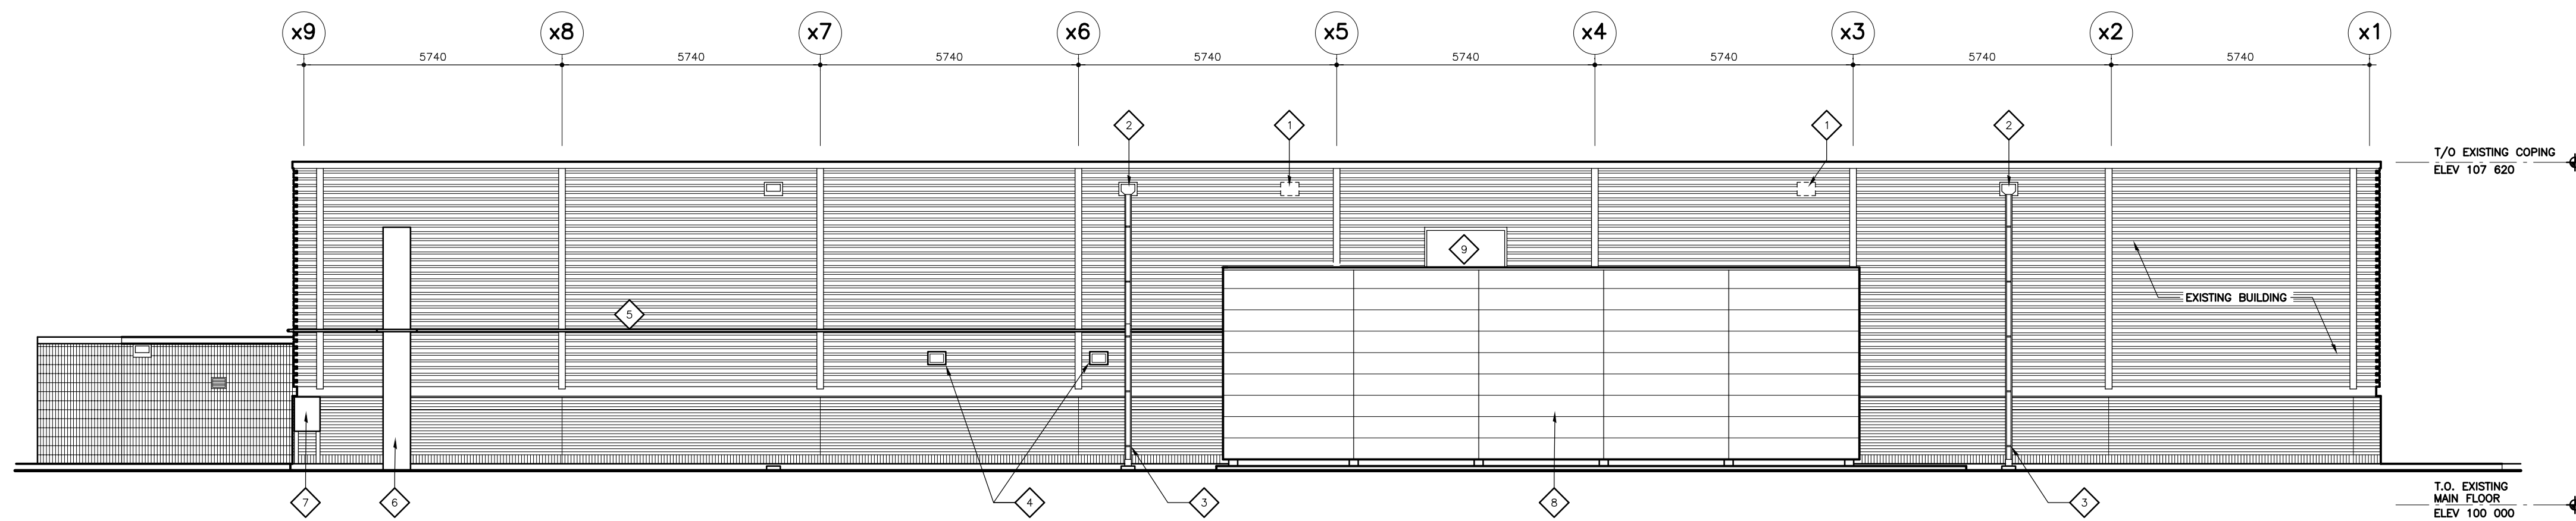 x9 x8 x7 x6 x5 x4 x3 x2 x1
5740 5740 5740 5740 5740 5740 5740 5740
2 1 1 2
T/O EXISTING COPING
ELEV 107 620
9
EXISTING BUILDING
5
7 6 4 3 8 3
T.O. EXISTING
MAIN FLOOR
ELEV 100 000